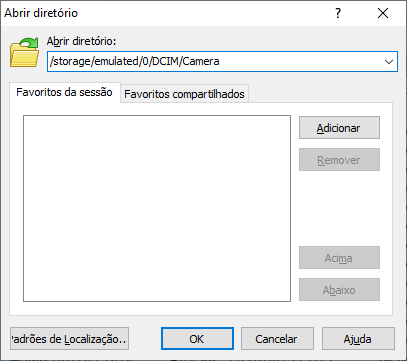 Abrir diretório
Abrir diretório:
/storage/emulated/0/DCIM/Camera
Favoritos da sessão
Favoritos compartilhados
Adicionar
Remover
Acima
Abaixo
adrões de Localização...
OK
Cancelar
Ajuda